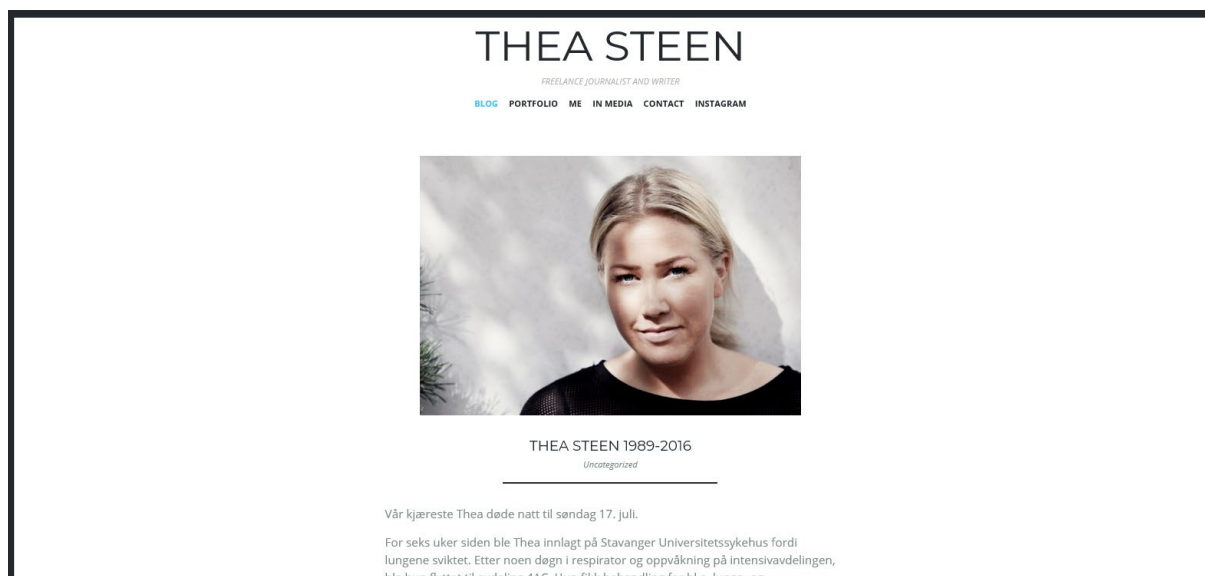 THEA STEEN
FREELANCE JOURNALIST AND WRITER
BLOG PORTFOLIO ME IN MEDIA CONTACT INSTAGRAM
THEA STEEN 1989-2016
Uncategorized
Vår kjæreste Thea døde natt til søndag 17. juli.
For seks uker siden ble Thea innlagt på Stavanger Universitetssykehus fordi
lungene sviktet. Etter noen døgn i respirator og oppvåkning på intensivavdelingen,